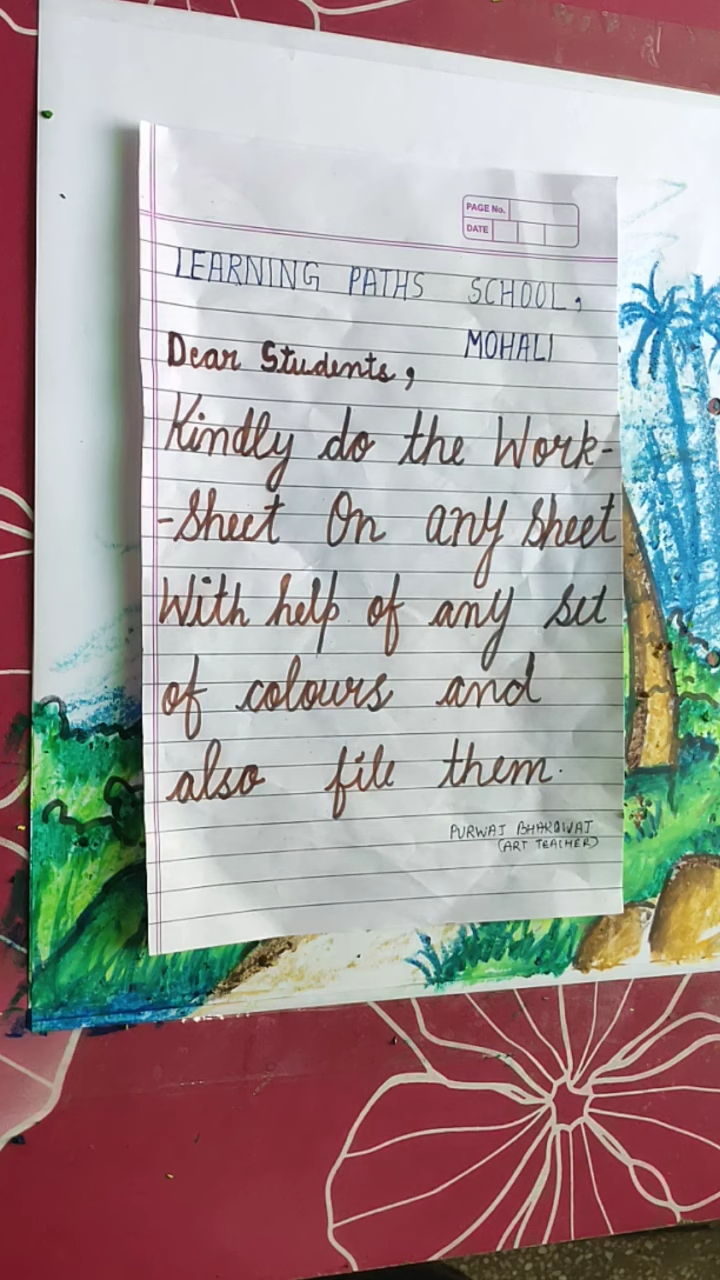 PAGE No.
DATE
LEARNING PATHS SCHOOL,
MOHALI
Dear Students,
Kindly do the Work-
-Sheet On any sheet
With help of any set
of colours and
also file them.
PURWAJ BHARDWAJ
(ART TEACHER)